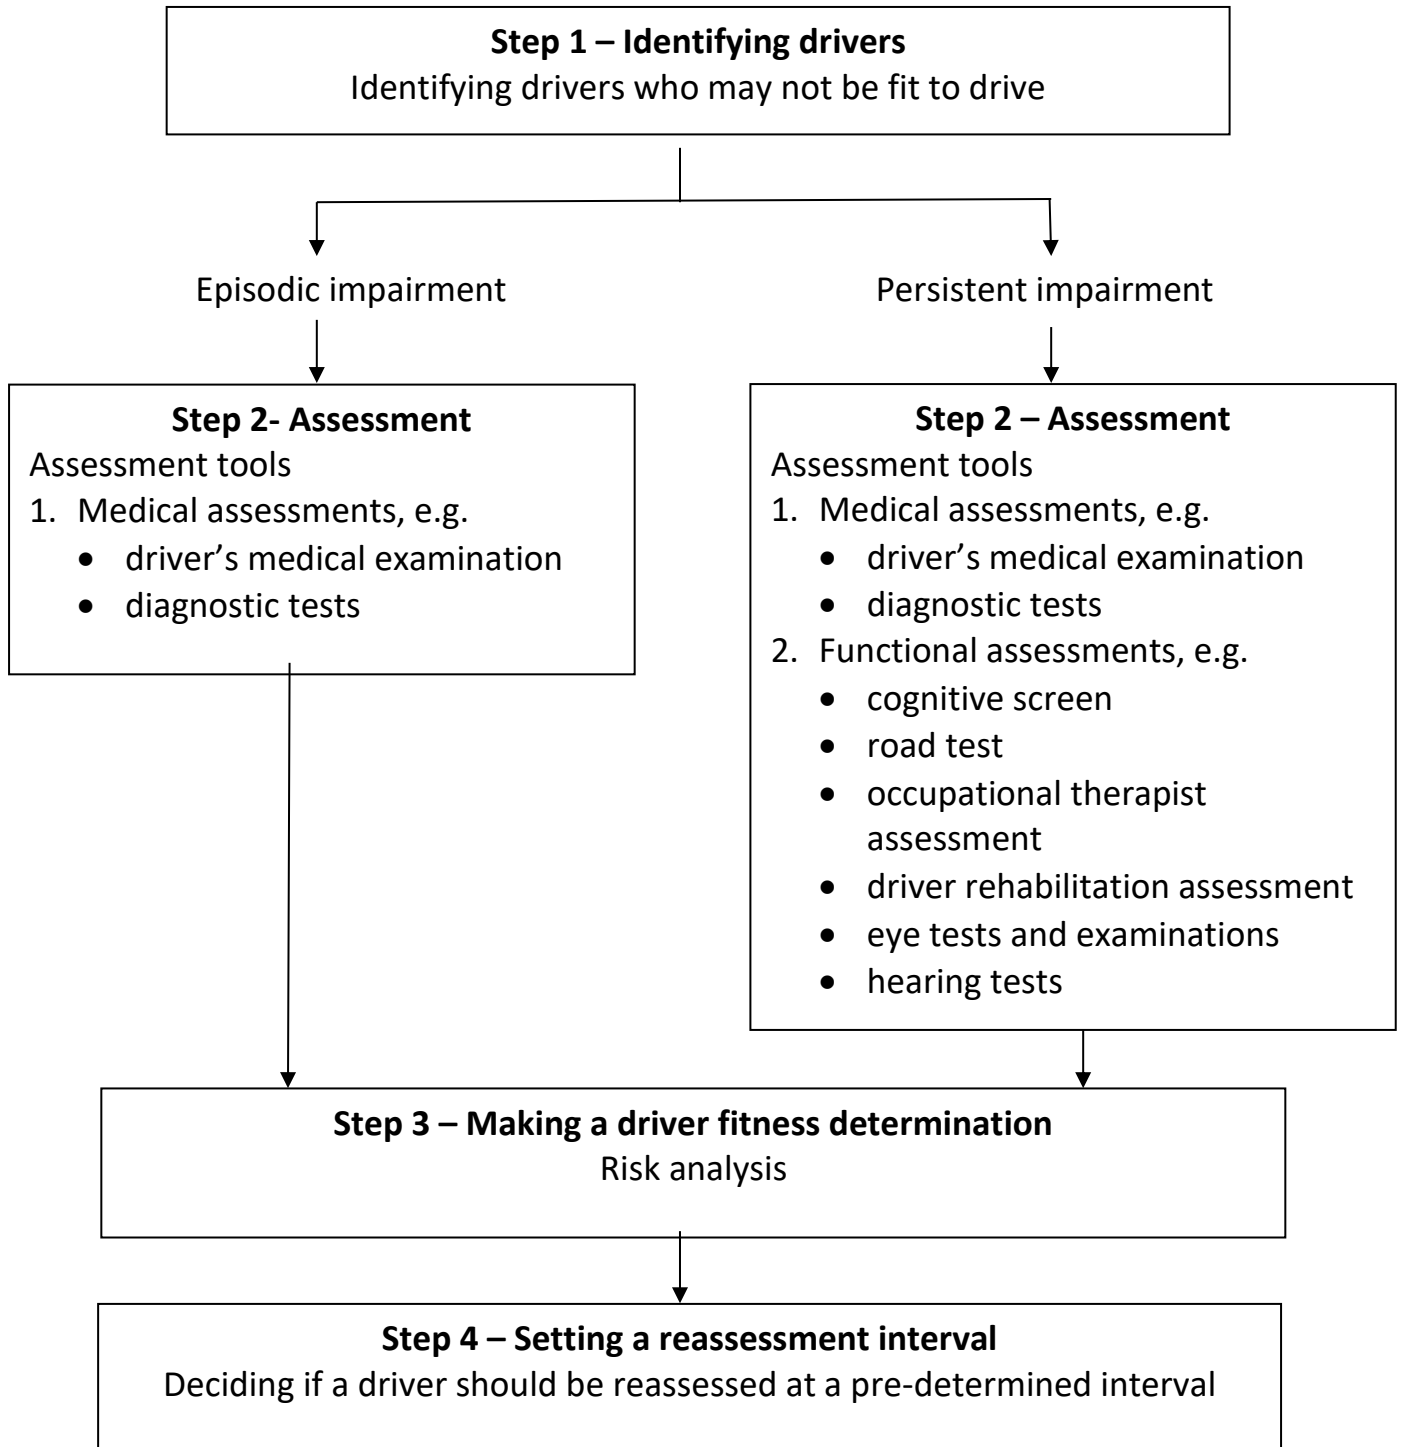 Step 1 – Identifying drivers
Identifying drivers who may not be fit to drive
Episodic impairment
Persistent impairment
Step 2- Assessment
Assessment tools
1. Medical assessments, e.g.
• driver’s medical examination
• diagnostic tests
Step 2 – Assessment
Assessment tools
1. Medical assessments, e.g.
• driver’s medical examination
• diagnostic tests
2. Functional assessments, e.g.
• cognitive screen
• road test
• occupational therapist
assessment
• driver rehabilitation assessment
• eye tests and examinations
• hearing tests
Step 3 – Making a driver fitness determination
Risk analysis
Step 4 – Setting a reassessment interval
Deciding if a driver should be reassessed at a pre-determined interval